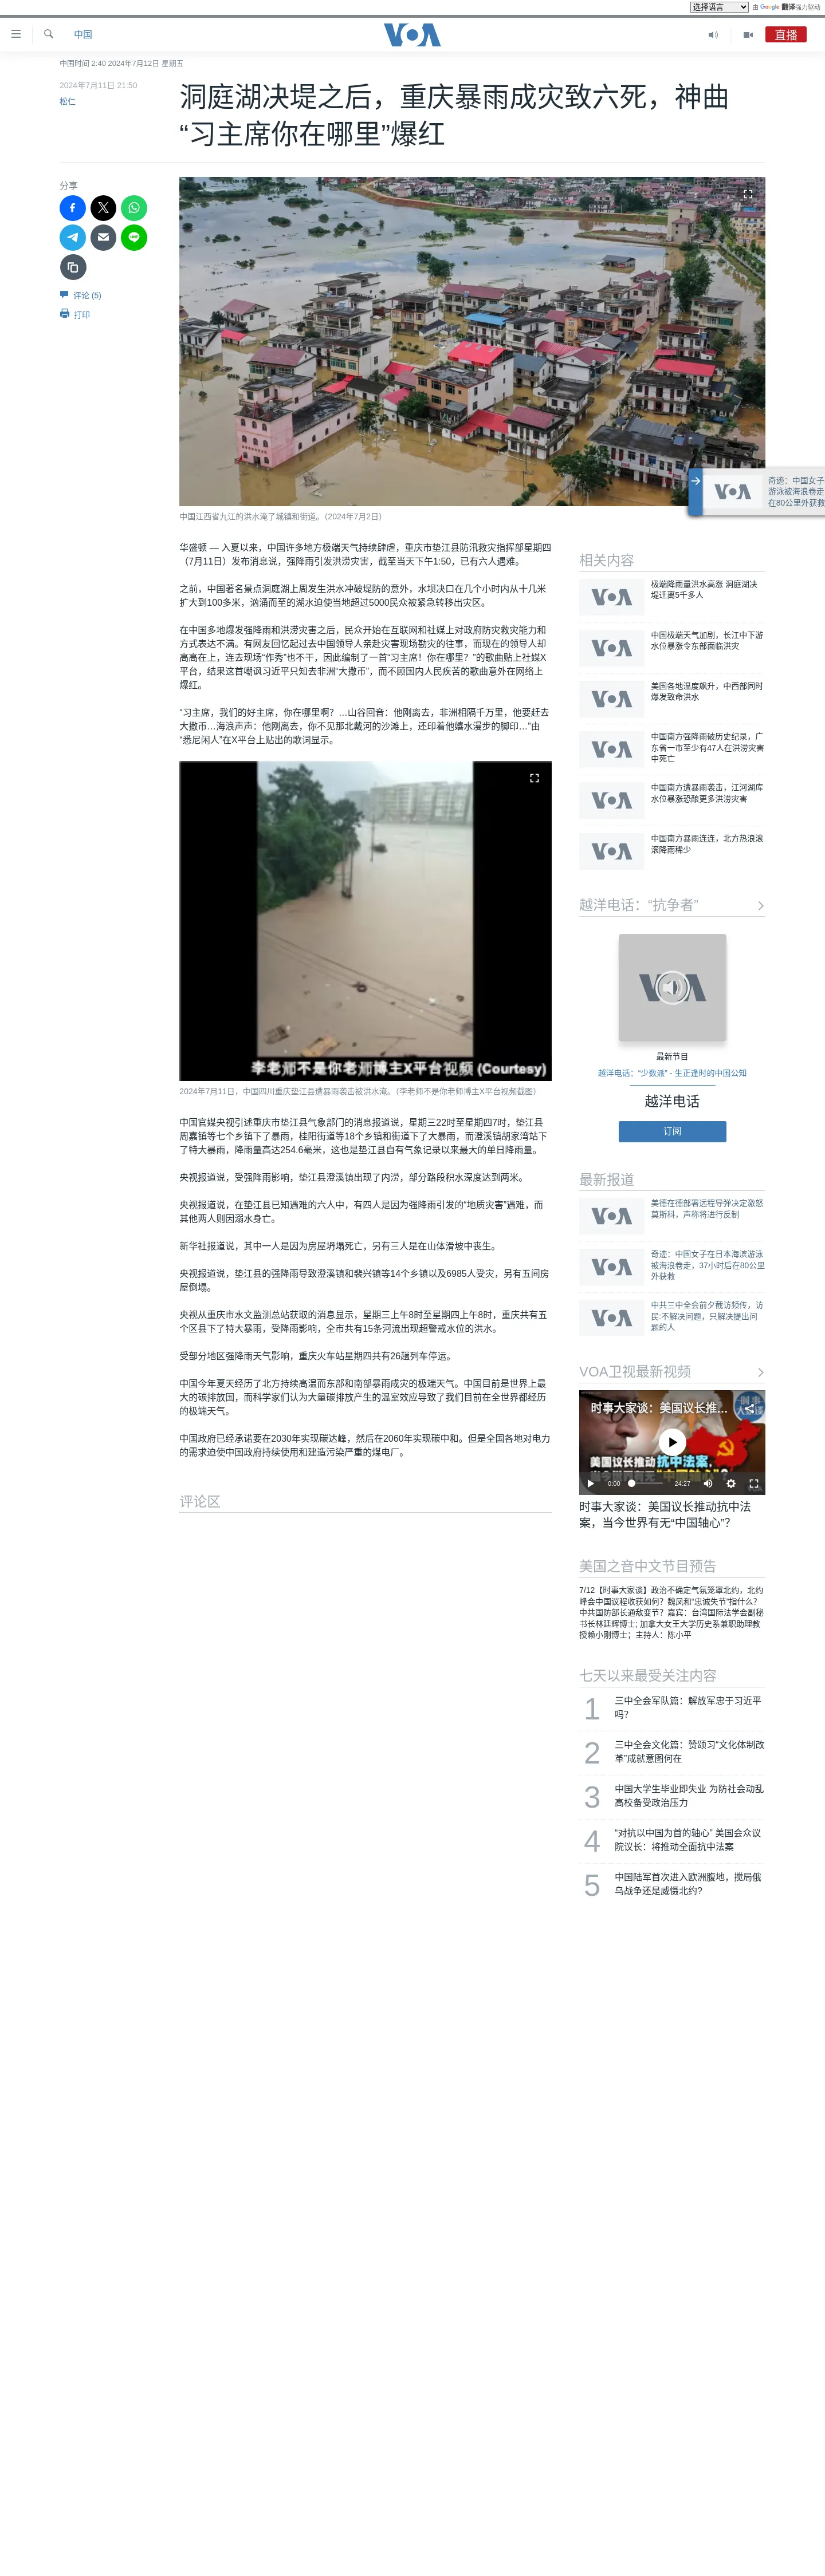 选择语言 由 Google 翻译强力驱动
中国 VOA 直播
中国时间 2:40 2024年7月12日 星期五
2024年7月11日 21:50
松仁
洞庭湖决堤之后，重庆暴雨成灾致六死，神曲
“习主席你在哪里”爆红
分享
评论 (5)
打印
奇迹：中国女子
游泳被海浪卷走
在80公里外获救
VOA
中国江西省九江的洪水淹了城镇和街道。（2024年7月2日）
华盛顿 — 入夏以来，中国许多地方极端天气持续肆虐，重庆市垫江县防汛救灾指挥部星期四
（7月11日）发布消息说，强降雨引发洪涝灾害，截至当天下午1:50，已有六人遇难。
之前，中国著名景点洞庭湖上周发生洪水冲破堤防的意外，水坝决口在几个小时内从十几米
扩大到100多米，汹涌而至的湖水迫使当地超过5000民众被紧急转移出灾区。
在中国多地爆发强降雨和洪涝灾害之后，民众开始在互联网和社媒上对政府防灾救灾能力和
方式表达不满。有网友回忆起过去中国领导人亲赴灾害现场勘灾的往事，而现在的领导人却
高高在上，连去现场“作秀”也不干，因此编制了一首“习主席！你在哪里？”的歌曲贴上社媒X
平台，结果这首嘲讽习近平只知去非洲“大撒币”，而不顾国内人民疾苦的歌曲意外在网络上
爆红。
“习主席，我们的好主席，你在哪里啊？…山谷回音：他刚离去，非洲相隔千万里，他要赶去
大撒币…海浪声声：他刚离去，你不见那北戴河的沙滩上，还印着他嬉水漫步的脚印…”由
“悉尼闲人”在X平台上贴出的歌词显示。
李老师不是你老师博主X平台视频 (Courtesy)
2024年7月11日，中国四川重庆垫江县遭暴雨袭击被洪水淹。（李老师不是你老师博主X平台视频截图）
中国官媒央视引述重庆市垫江县气象部门的消息报道说，星期三22时至星期四7时，垫江县
周嘉镇等七个乡镇下了暴雨，桂阳街道等18个乡镇和街道下了大暴雨，而澄溪镇胡家湾站下
了特大暴雨，降雨量高达254.6毫米，这也是垫江县自有气象记录以来最大的单日降雨量。
央视报道说，受强降雨影响，垫江县澄溪镇出现了内涝，部分路段积水深度达到两米。
央视报道说，在垫江县已知遇难的六人中，有四人是因为强降雨引发的“地质灾害”遇难，而
其他两人则因溺水身亡。
新华社报道说，其中一人是因为房屋坍塌死亡，另有三人是在山体滑坡中丧生。
央视报道说，垫江县的强降雨导致澄溪镇和裴兴镇等14个乡镇以及6985人受灾，另有五间房
屋倒塌。
央视从重庆市水文监测总站获取的消息显示，星期三上午8时至星期四上午8时，重庆共有五
个区县下了特大暴雨，受降雨影响，全市共有15条河流出现超警戒水位的洪水。
受部分地区强降雨天气影响，重庆火车站星期四共有26趟列车停运。
中国今年夏天经历了北方持续高温而东部和南部暴雨成灾的极端天气。中国目前是世界上最
大的碳排放国，而科学家们认为大量碳排放产生的温室效应导致了我们目前在全世界都经历
的极端天气。
中国政府已经承诺要在2030年实现碳达峰，然后在2060年实现碳中和。但是全国各地对电力
的需求迫使中国政府持续使用和建造污染严重的煤电厂。
评论区
相关内容
VOA
极端降雨量洪水高涨 洞庭湖决
堤迁离5千多人
VOA
中国极端天气加剧，长江中下游
水位暴涨令东部面临洪灾
VOA
美国各地温度飙升，中西部同时
爆发致命洪水
VOA
中国南方强降雨破历史纪录，广
东省一市至少有47人在洪涝灾害
中死亡
VOA
中国南方遭暴雨袭击，江河湖库
水位暴涨恐酿更多洪涝灾害
VOA
中国南方暴雨连连，北方热浪滚
滚降雨稀少
VOA
越洋电话：“抗争者”
VOA
最新节目
越洋电话：“少数派” - 生正逢时的中国公知
越洋电话
订阅
最新报道
VOA
美德在德部署远程导弹决定激怒
莫斯科，声称将进行反制
VOA
奇迹：中国女子在日本海滨游泳
被海浪卷走，37小时后在80公里
外获救
VOA
中共三中全会前夕截访频传，访
民:不解决问题，只解决提出问
题的人
VOA
VOA卫视最新视频
时事大家谈：美国议长推…
美国议长推动抗中法案，
0:00 24:27
时事大家谈：美国议长推动抗中法
案，当今世界有无“中国轴心”？
美国之音中文节目预告
7/12【时事大家谈】政治不确定气氛笼罩北约，北约
峰会中国议程收获如何？魏凤和“忠诚失节”指什么？
中共国防部长通敌变节？嘉宾：台湾国际法学会副秘
书长林廷辉博士; 加拿大女王大学历史系兼职助理教
授赖小刚博士；主持人：陈小平
七天以来最受关注内容
1 三中全会军队篇：解放军忠于习近平
吗？
2 三中全会文化篇：赞颂习“文化体制改
革”成就意图何在
3 中国大学生毕业即失业 为防社会动乱
高校备受政治压力
4 “对抗以中国为首的轴心” 美国会众议
院议长：将推动全面抗中法案
5 中国陆军首次进入欧洲腹地，搅局俄
乌战争还是威慑北约?